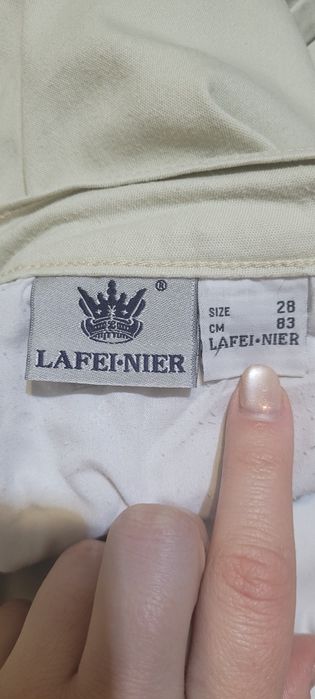 ®
LAFEI•NIER
SIZE 28
CM 83
LAFEI•NIER